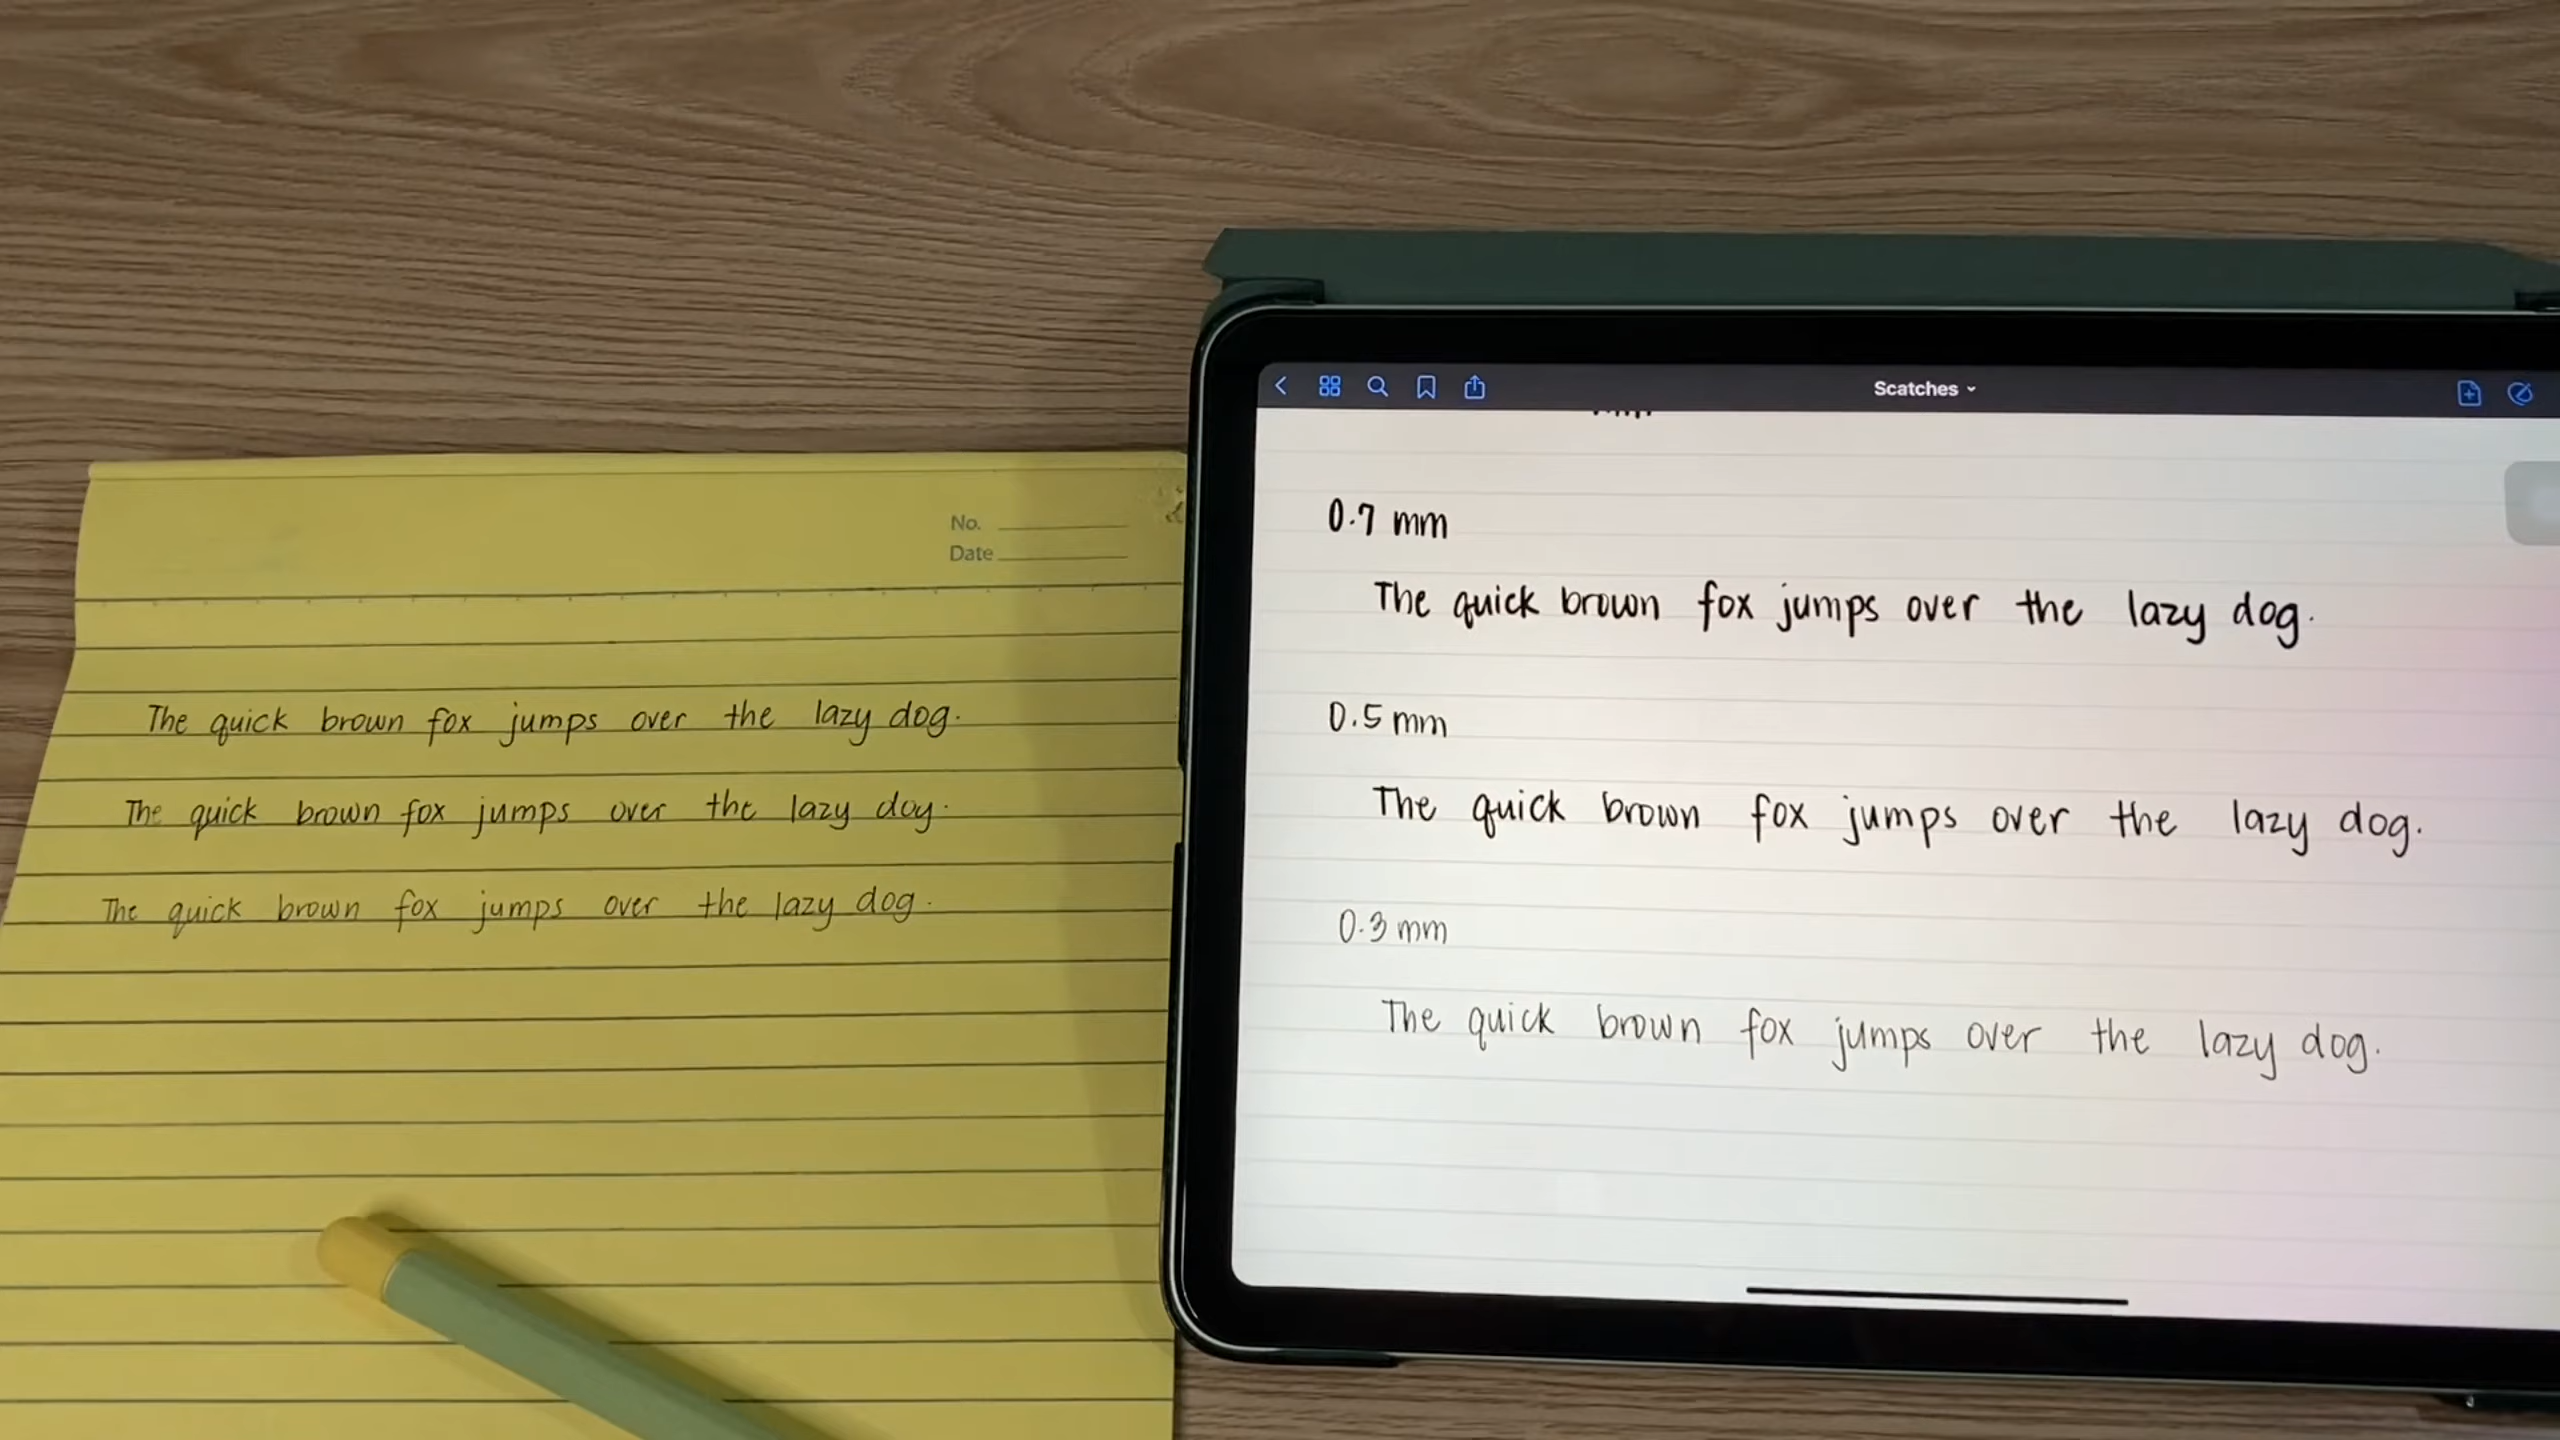 No.
Date
The quick brown fox jumps over the lazy dog.
The quick brown fox jumps over the lazy dog.
The quick brown fox jumps over the lazy dog.
Scatches
0.7 mm
The quick brown fox jumps over the lazy dog.
0.5 mm
The quick brown fox jumps over the lazy dog.
0.3 mm
The quick brown fox jumps over the lazy dog.